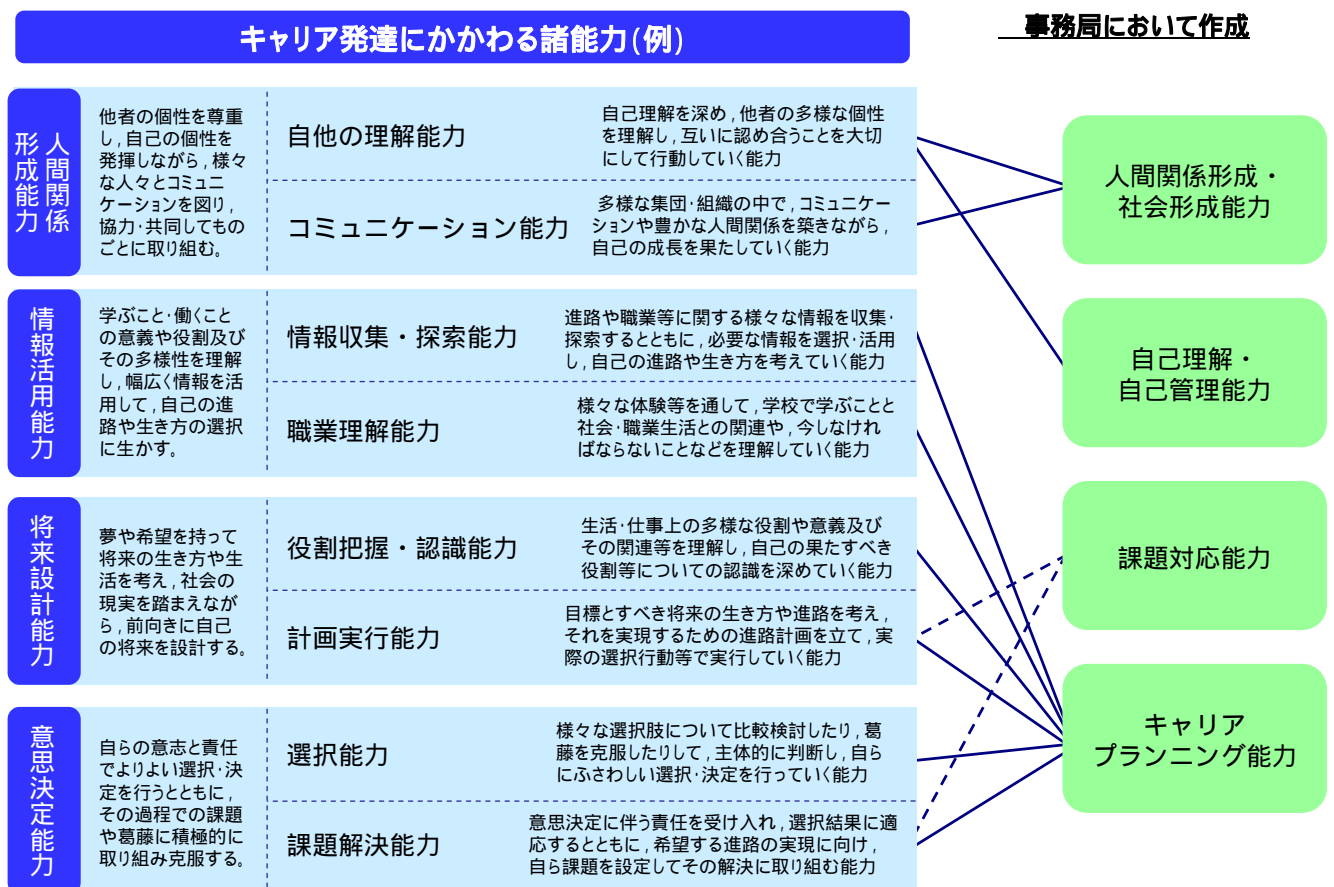 キャリア発達にかかわる諸能力(例)
事務局において作成
人間関係
形成能力
他者の個性を尊重
し,自己の個性を
発揮しながら,様々
な人々とコミュニ
ケーションを図り,
協力・共同してもの
ごとに取り組む。
自他の理解能力
自己理解を深め,他者の多様な個性
を理解し,互いに認め合うことを大切
にして行動していく能力
コミュニケーション能力
多様な集団・組織の中で,コミュニケー
ションや豊かな人間関係を築きながら,
自己の成長を果たしていく能力
情報活用能力
学ぶこと・働くこと
の意義や役割及び
その多様性を理解
し,幅広く情報を活
用して,自己の進
路や生き方の選択
に生かす。
情報収集・探索能力
進路や職業等に関する様々な情報を収集・
探索するとともに,必要な情報を選択・活用
し,自己の進路や生き方を考えていく能力
職業理解能力
様々な体験等を通して,学校で学ぶことと
社会・職業生活との関連や,今しなけれ
ばならないことなどを理解していく能力
将来設計能力
夢や希望を持って
将来の生き方や生
活を考え,社会の
現実を踏まえなが
ら,前向きに自己
の将来を設計する。
役割把握・認識能力
生活・仕事上の多様な役割や意義及び
その関連等を理解し,自己の果たすべき
役割等についての認識を深めていく能力
計画実行能力
目標とすべき将来の生き方や進路を考え,
それを実現するための進路計画を立て,実
際の選択行動等で実行していく能力
意思決定能力
自らの意志と責任
でよりよい選択・決
定を行うとともに,
その過程での課題
や葛藤に積極的に
取り組み克服する。
選択能力
様々な選択肢について比較検討したり,葛
藤を克服したりして,主体的に判断し,自ら
にふさわしい選択・決定を行っていく能力
課題解決能力
意思決定に伴う責任を受け入れ,選択結果に適
応するとともに,希望する進路の実現に向け,
自ら課題を設定してその解決に取り組む能力
人間関係形成・
社会形成能力
自己理解・
自己管理能力
課題対応能力
キャリア
プランニング能力